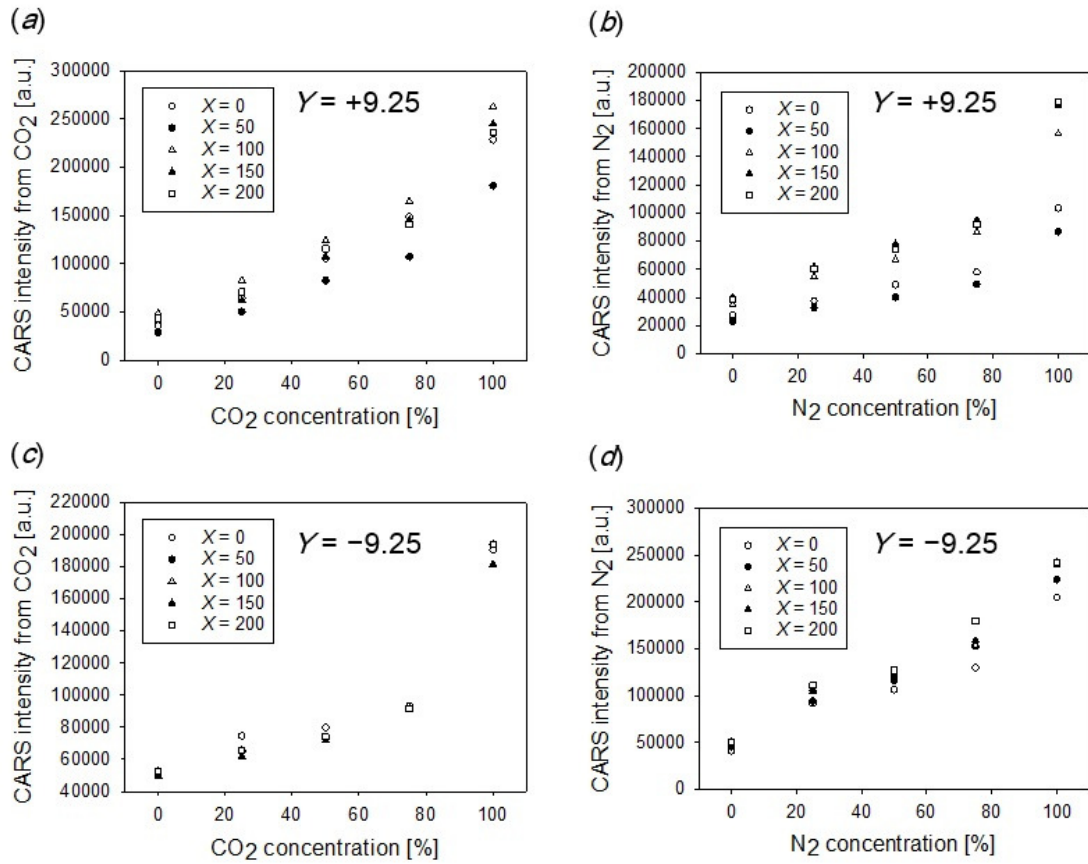 (a)
CARS intensity from CO2 [a.u.]
300000
250000
200000
150000
100000
50000
0
X = 0
X = 50
X = 100
X = 150
X = 200
Y = +9.25
0 20 40 60 80 100
CO2 concentration [%]
(b)
CARS intensity from N2 [a.u.]
200000
180000
160000
140000
120000
100000
80000
60000
40000
20000
0
X = 0
X = 50
X = 100
X = 150
X = 200
Y = +9.25
0 20 40 60 80 100
N2 concentration [%]
(c)
CARS intensity from CO2 [a.u.]
220000
200000
180000
160000
140000
120000
100000
80000
60000
40000
X = 0
X = 50
X = 100
X = 150
X = 200
Y = −9.25
0 20 40 60 80 100
CO2 concentration [%]
(d)
CARS intensity from N2 [a.u.]
300000
250000
200000
150000
100000
50000
0
X = 0
X = 50
X = 100
X = 150
X = 200
Y = −9.25
0 20 40 60 80 100
N2 concentration [%]